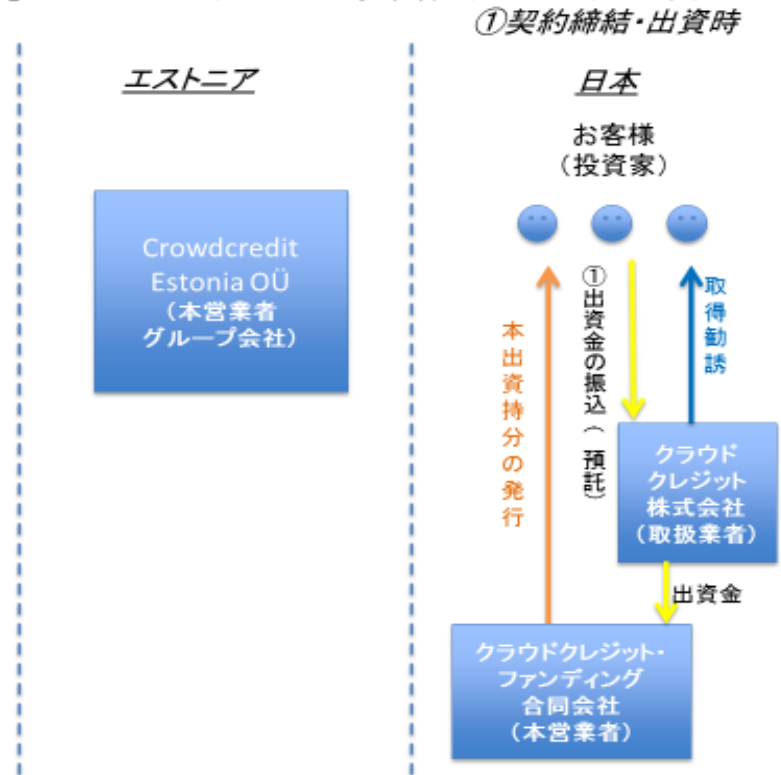 ①契約締結・出資時
エストニア
日本
お客様
（投資家）
Crowdcredit
Estonia OÜ
（本営業者
グループ会社）
本出資持分の発行
①出資金の振込（預託）
取得勧誘
クラウド
クレジット
株式会社
（取扱業者）
出資金
クラウドクレジット・
ファンディング
合同会社
（本営業者）